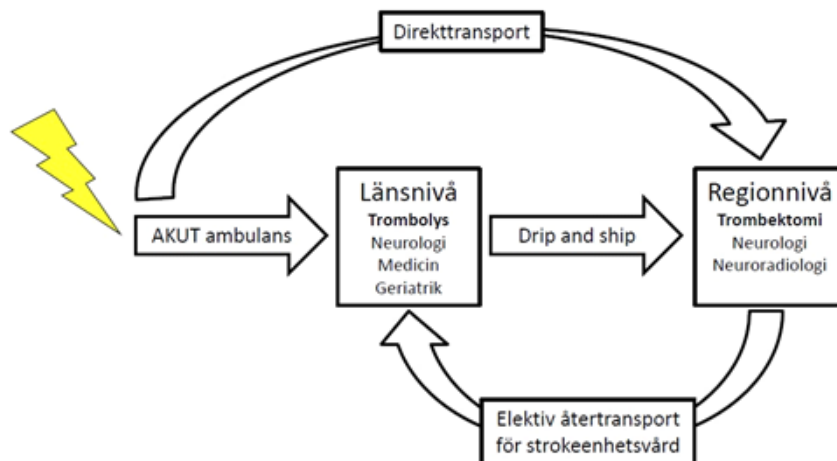 Direkttransport
AKUT ambulans
Länsnivå
Trombolys
Neurologi
Medicin
Geriatrik
Drip and ship
Regionnivå
Trombektomi
Neurologi
Neuroradiologi
Elektiv återtransport
för strokeenhetsvård